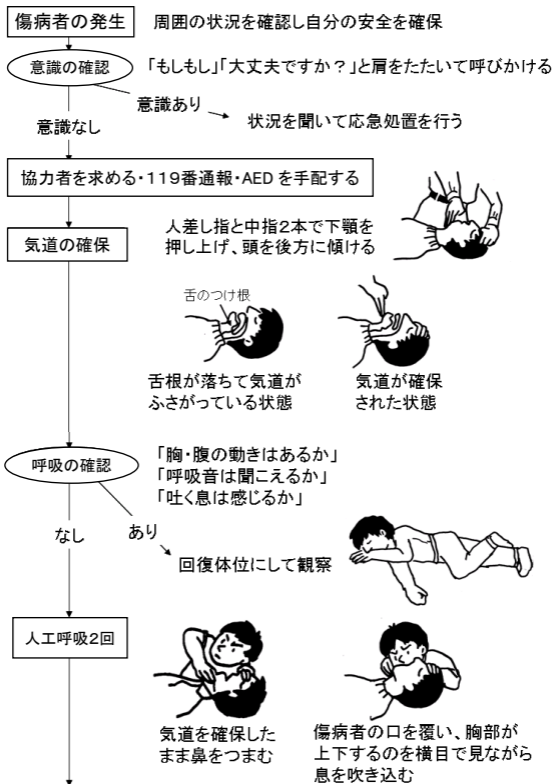 傷病者の発生
周囲の状況を確認し自分の安全を確保
意識の確認
「もしもし」「大丈夫ですか？」と肩をたたいて呼びかける
意識あり
意識なし
状況を聞いて応急処置を行う
協力者を求める・119番通報・AEDを手配する
気道の確保
人差し指と中指2本で下顎を
押し上げ、頭を後方に傾ける
舌のつけ根
舌根が落ちて気道が
ふさがっている状態
気道が確保
された状態
呼吸の確認
「胸・腹の動きはあるか」
「呼吸音は聞こえるか」
「吐く息は感じるか」
なし
あり
回復体位にして観察
人工呼吸2回
気道を確保した
まま鼻をつまむ
傷病者の口を覆い、胸部が
上下するのを横目で見ながら
息を吹き込む